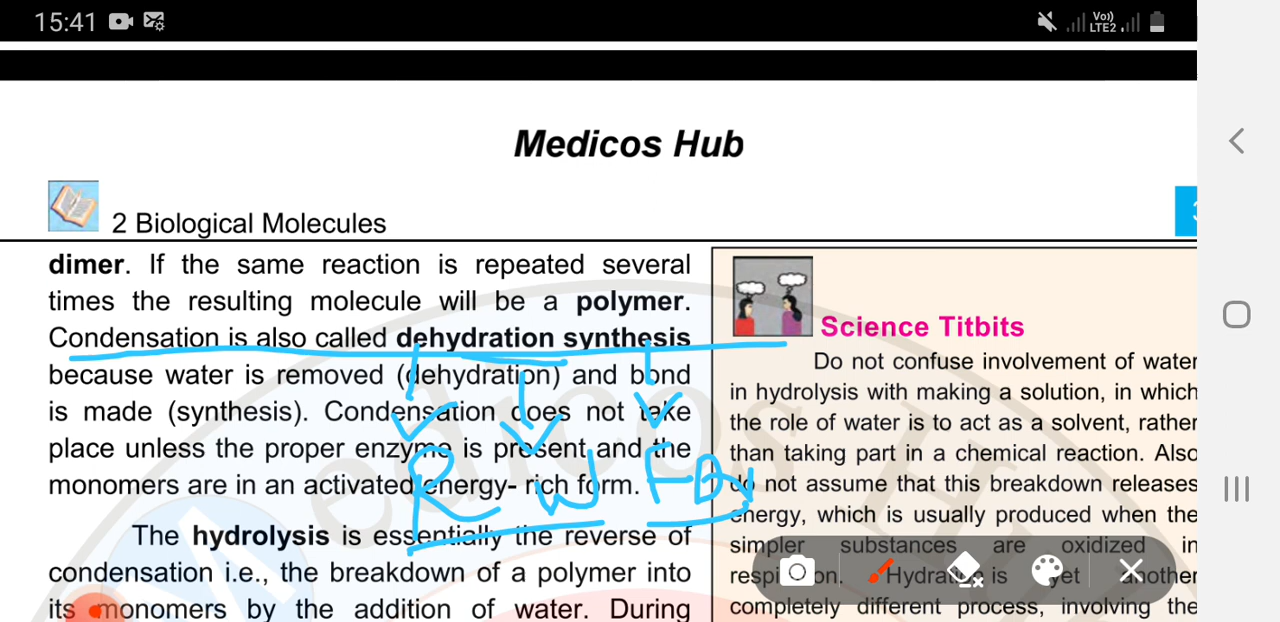 15:41
Vo))
LTE2
Medicos Hub
2 Biological Molecules
dimer. If the same reaction is repeated several
times the resulting molecule will be a polymer.
Condensation is also called dehydration synthesis
because water is removed (dehydration) and bond
is made (synthesis). Condensation does not take
place unless the proper enzyme is present and the
monomers are in an activated energy- rich form.
R W F B
The hydrolysis is essentially the reverse of
condensation i.e., the breakdown of a polymer into
its monomers by the addition of water. During
Science Titbits
Do not confuse involvement of water
in hydrolysis with making a solution, in which
the role of water is to act as a solvent, rather
than taking part in a chemical reaction. Also
do not assume that this breakdown releases
energy, which is usually produced when the
simpler substances are oxidized in
Hydration is yet another
completely different process, involving the